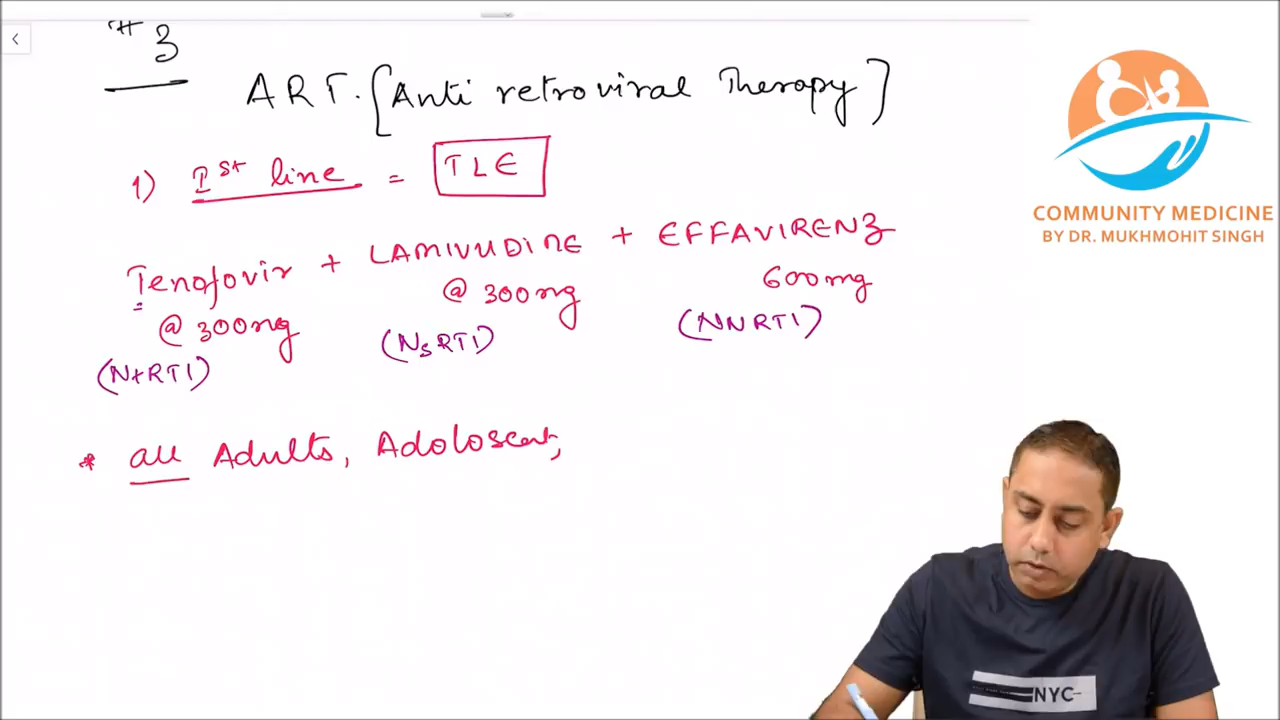 # 3
ART. [Anti retroviral Therapy]
1) Ist line = TLE
Tenofovir + LAMIVUDINE + EFFAVIRENZ
@ 300mg @ 300mg 600mg
(NtRTI) (NsRTI) (NNRTI)
* all Adults, Adoloscent,
COMMUNITY MEDICINE
BY DR. MUKHMOHIT SINGH
NYC